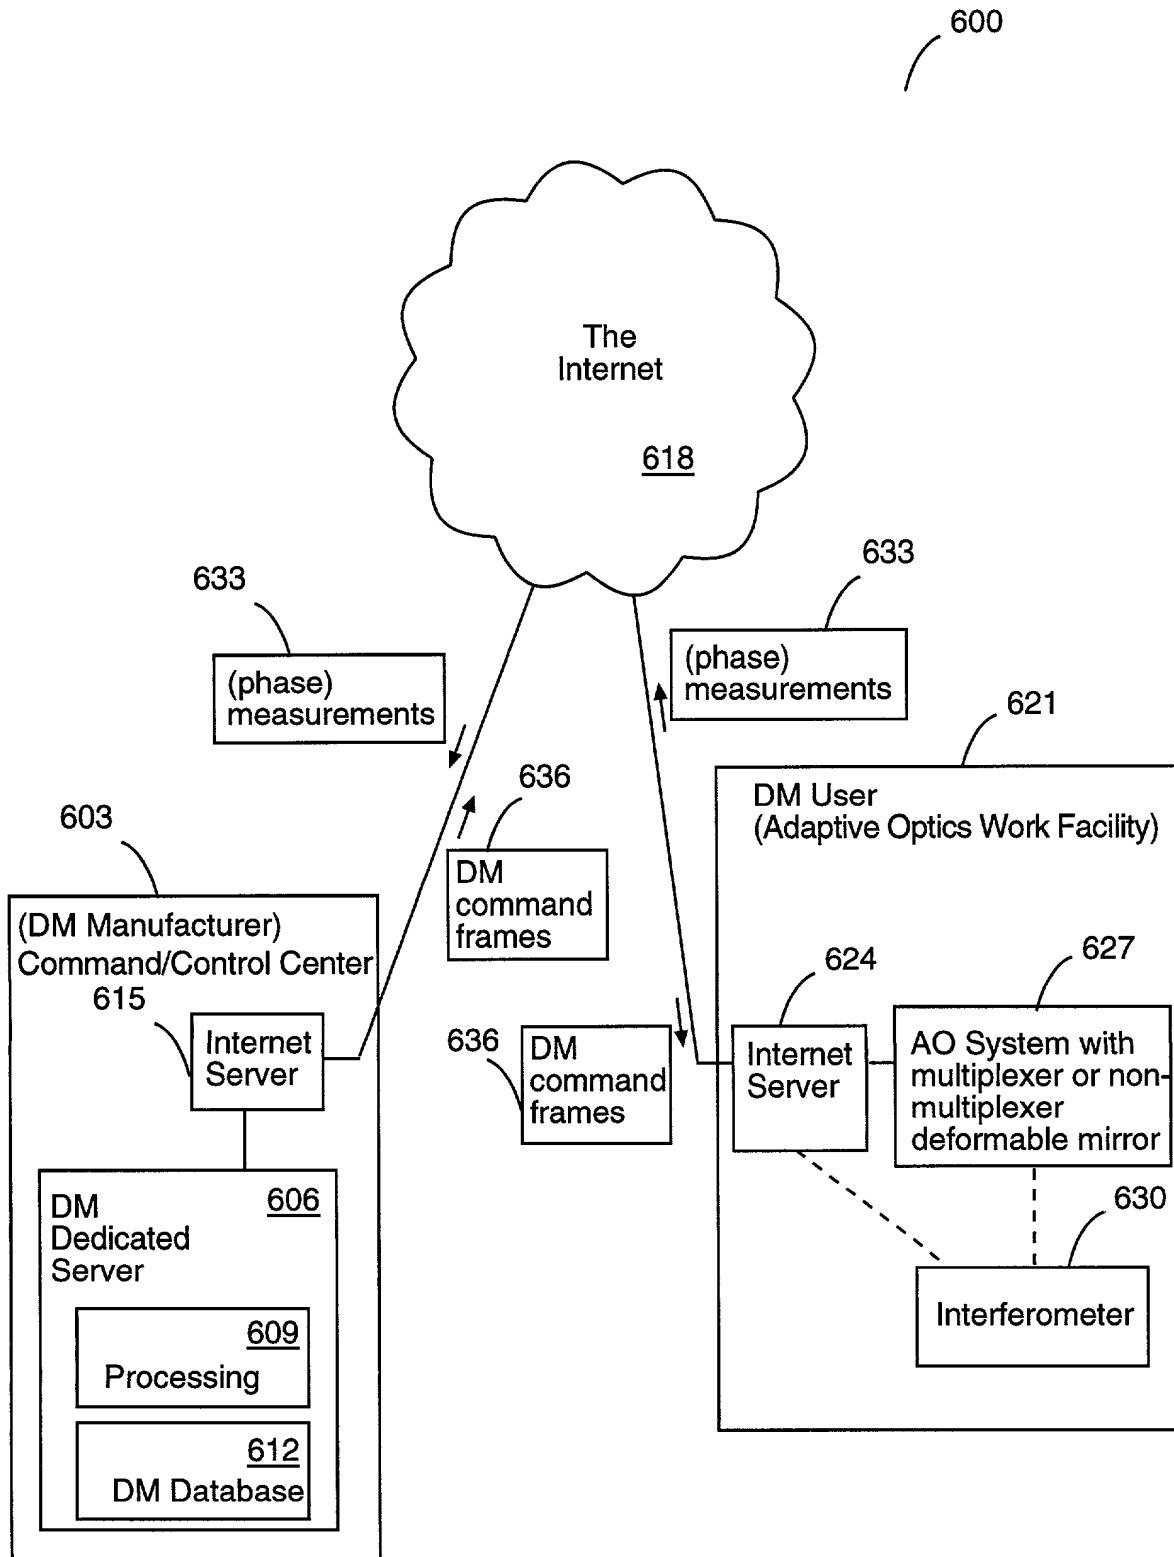 600
The
Internet
618
633
(phase)
measurements
633
(phase)
measurements
636
DM
command
frames
603
(DM Manufacturer)
Command/Control Center
615
Internet
Server
DM
Dedicated
Server
606
609
Processing
612
DM Database
621
DM User
(Adaptive Optics Work Facility)
636
DM
command
frames
624
Internet
Server
627
AO System with
multiplexer or non-
multiplexer
deformable mirror
630
Interferometer